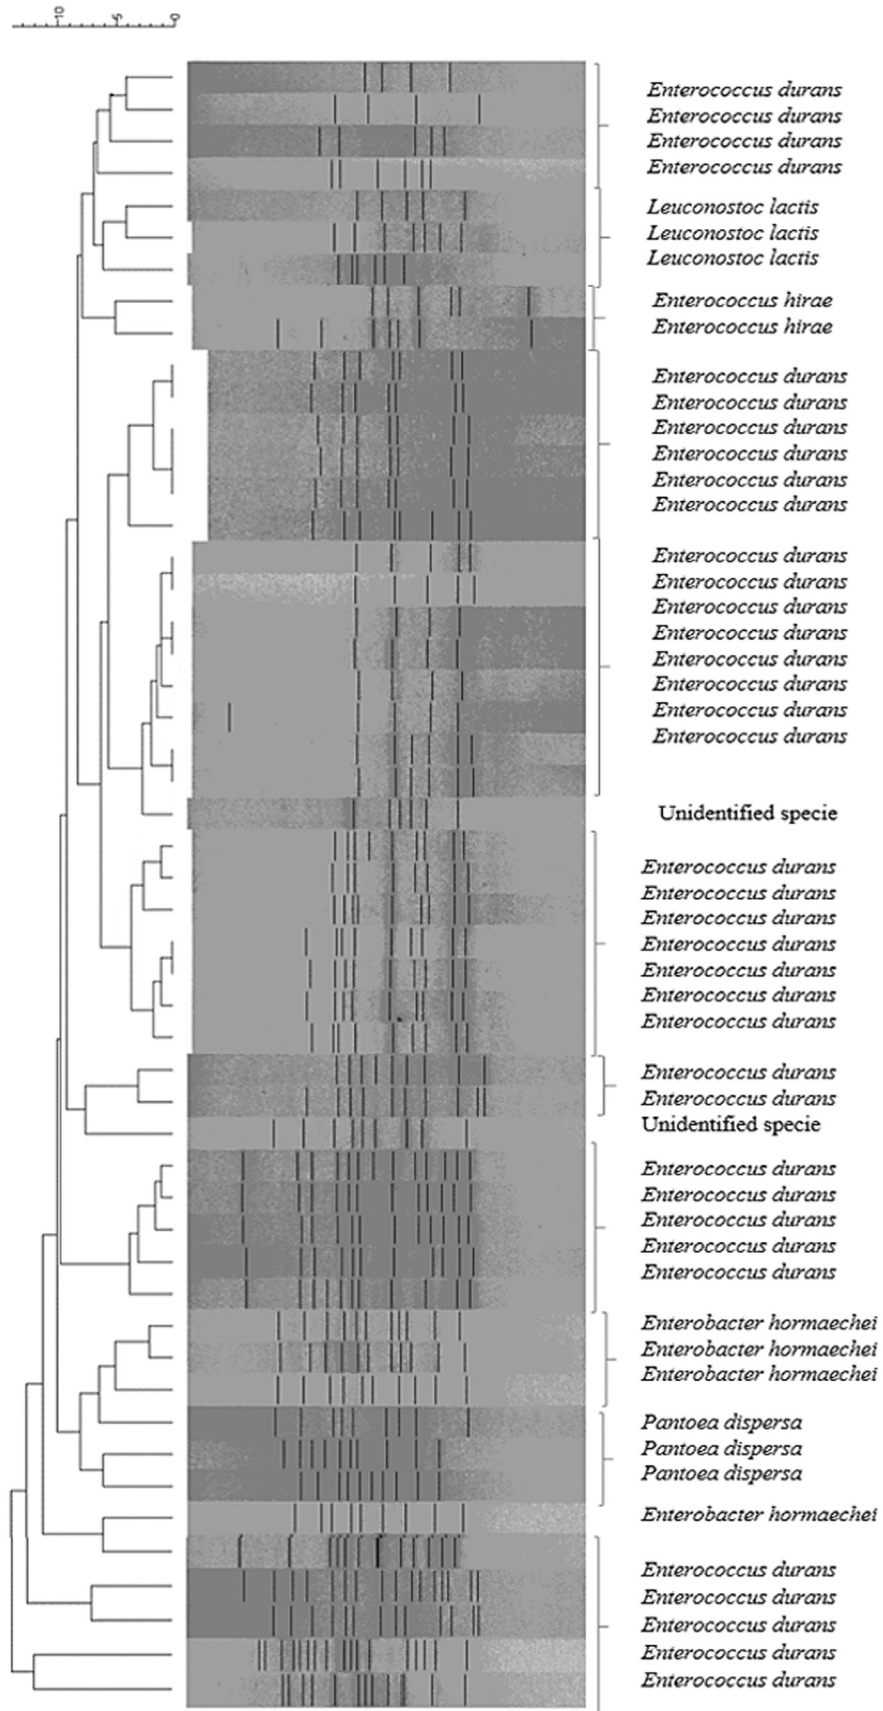 10 5 0
Enterococcus durans
Enterococcus durans
Enterococcus durans
Enterococcus durans
Leuconostoc lactis
Leuconostoc lactis
Leuconostoc lactis
Enterococcus hirae
Enterococcus hirae
Enterococcus durans
Enterococcus durans
Enterococcus durans
Enterococcus durans
Enterococcus durans
Enterococcus durans
Enterococcus durans
Enterococcus durans
Enterococcus durans
Enterococcus durans
Enterococcus durans
Enterococcus durans
Enterococcus durans
Enterococcus durans
Unidentified specie
Enterococcus durans
Enterococcus durans
Enterococcus durans
Enterococcus durans
Enterococcus durans
Enterococcus durans
Enterococcus durans
Enterococcus durans
Enterococcus durans
Unidentified specie
Enterococcus durans
Enterococcus durans
Enterococcus durans
Enterococcus durans
Enterococcus durans
Enterobacter hormaechei
Enterobacter hormaechei
Enterobacter hormaechei
Pantoea dispersa
Pantoea dispersa
Pantoea dispersa
Enterobacter hormaechei
Enterococcus durans
Enterococcus durans
Enterococcus durans
Enterococcus durans
Enterococcus durans